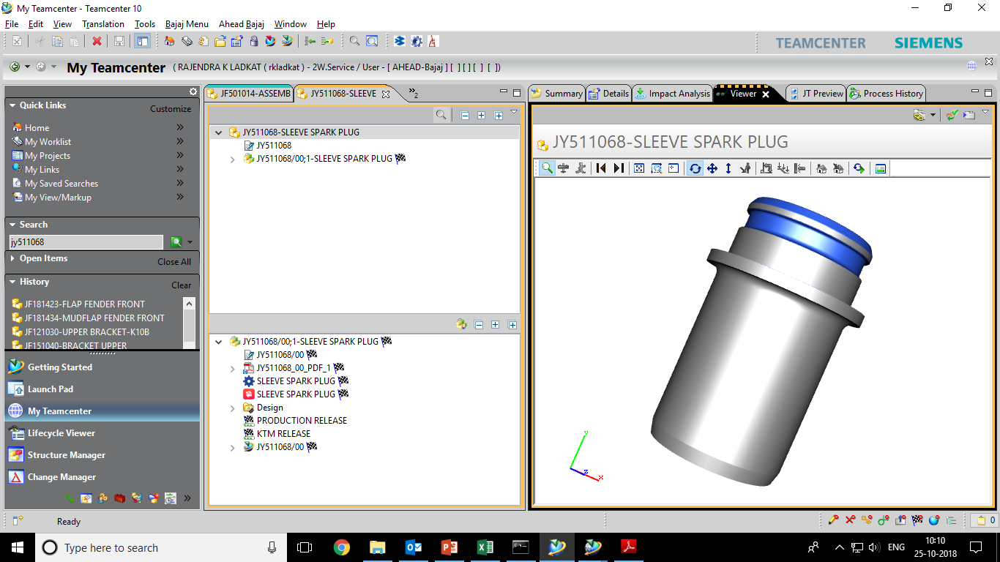 My Teamcenter - Teamcenter 10
File Edit View Translation Tools Bajaj Menu Ahead Bajaj Window Help
TEAMCENTER SIEMENS
My Teamcenter ( RAJENDRA K LADKAT ( rkladkat ) - 2W.Service / User - [ AHEAD-Bajaj ] [ ] [ ] [ ] [ ])
Quick Links
Customize
Home
My Worklist
My Projects
My Links
My Saved Searches
My View/Markup
Search
jy511068
Open Items
Close All
History
Clear
JF181423-FLAP FENDER FRONT
JF181434-MUDFLAP FENDER FRONT
JF121030-UPPER BRACKET-K10B
JF151040-BRACKET UPPER
Getting Started
Launch Pad
My Teamcenter
Lifecycle Viewer
Structure Manager
Change Manager
JF501014-ASSEMB JY511068-SLEEVE 2
JY511068-SLEEVE SPARK PLUG
JY511068
JY511068/00;1-SLEEVE SPARK PLUG
JY511068/00;1-SLEEVE SPARK PLUG
JY511068/00
JY511068_00_PDF_1
SLEEVE SPARK PLUG
SLEEVE SPARK PLUG
Design
PRODUCTION RELEASE
KTM RELEASE
JY511068/00
Summary Details Impact Analysis Viewer JT Preview Process History
JY511068-SLEEVE SPARK PLUG
Y
Z
X
Ready
0
Type here to search
ENG
10:10
25-10-2018